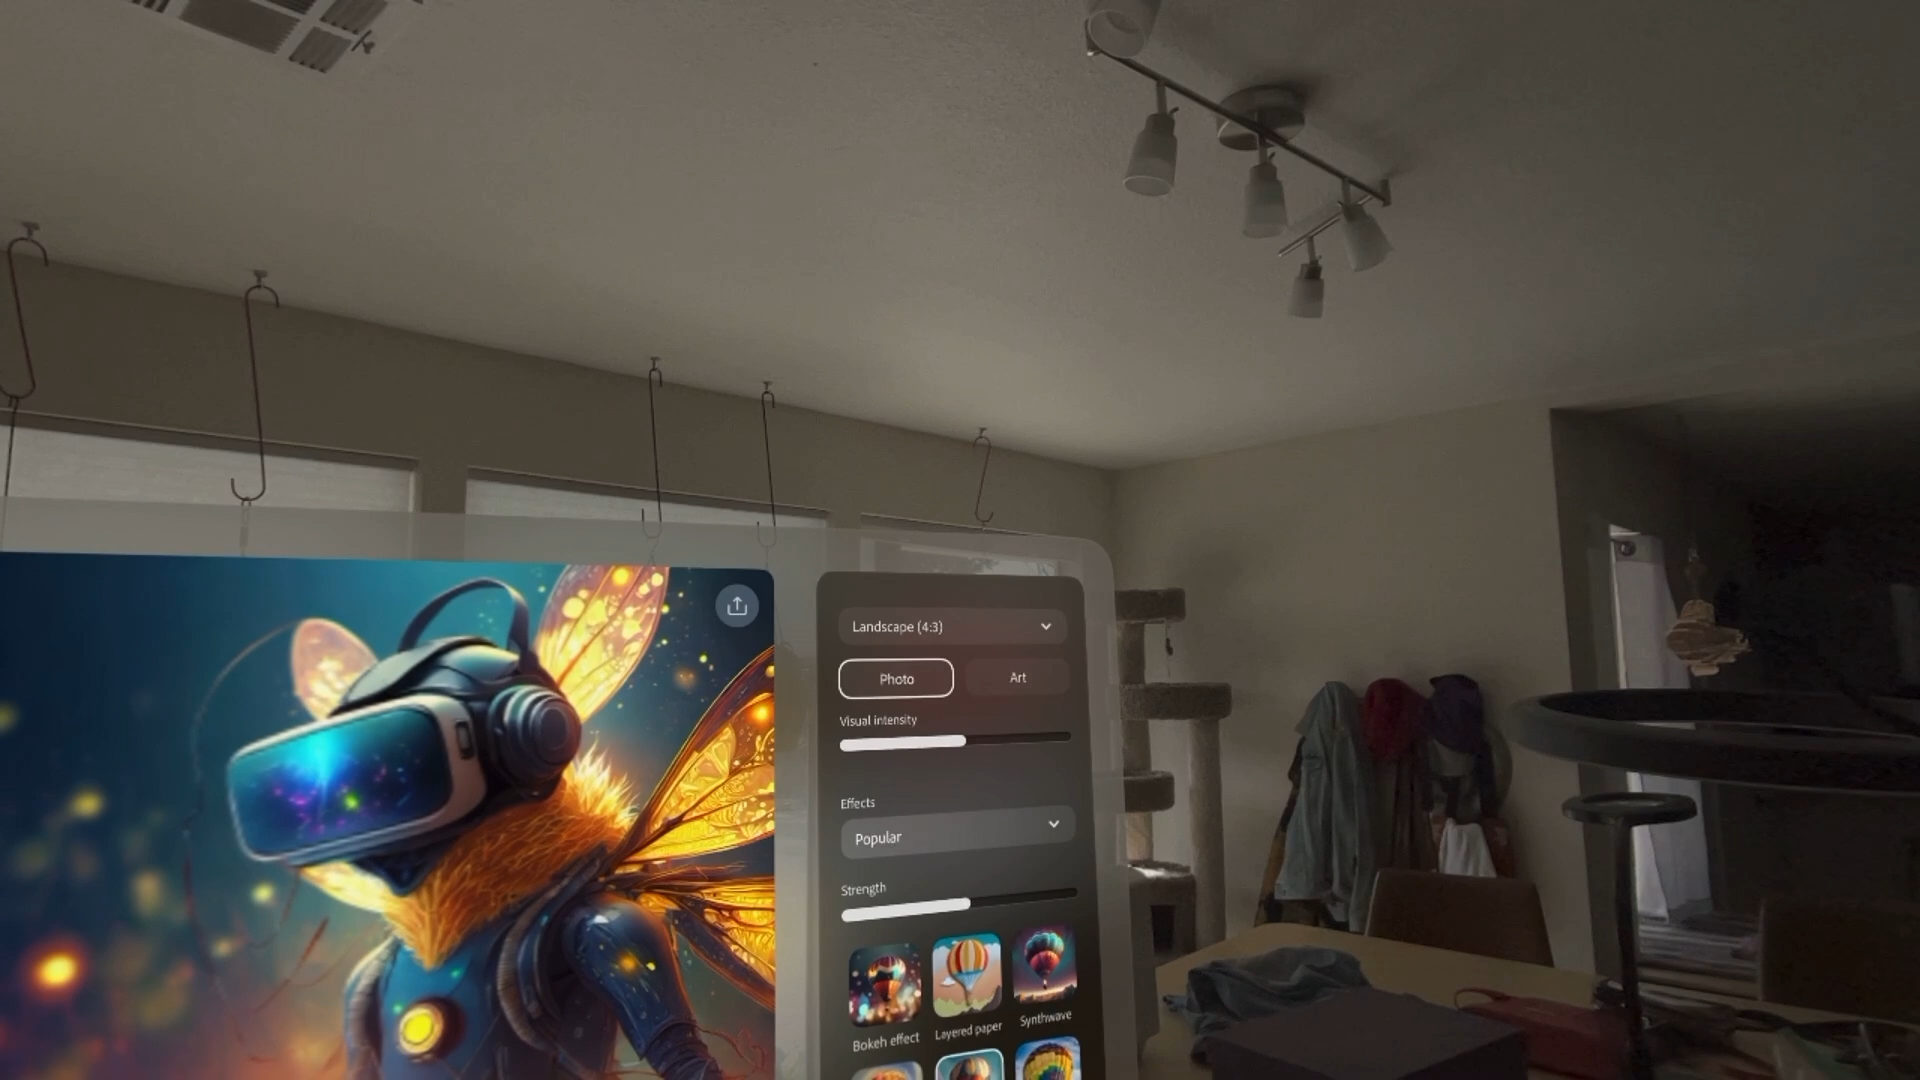 Landscape (4:3)
Photo
Art
Visual intensity
Effects
Popular
Strength
Bokeh effect
Layered paper
Synthwave